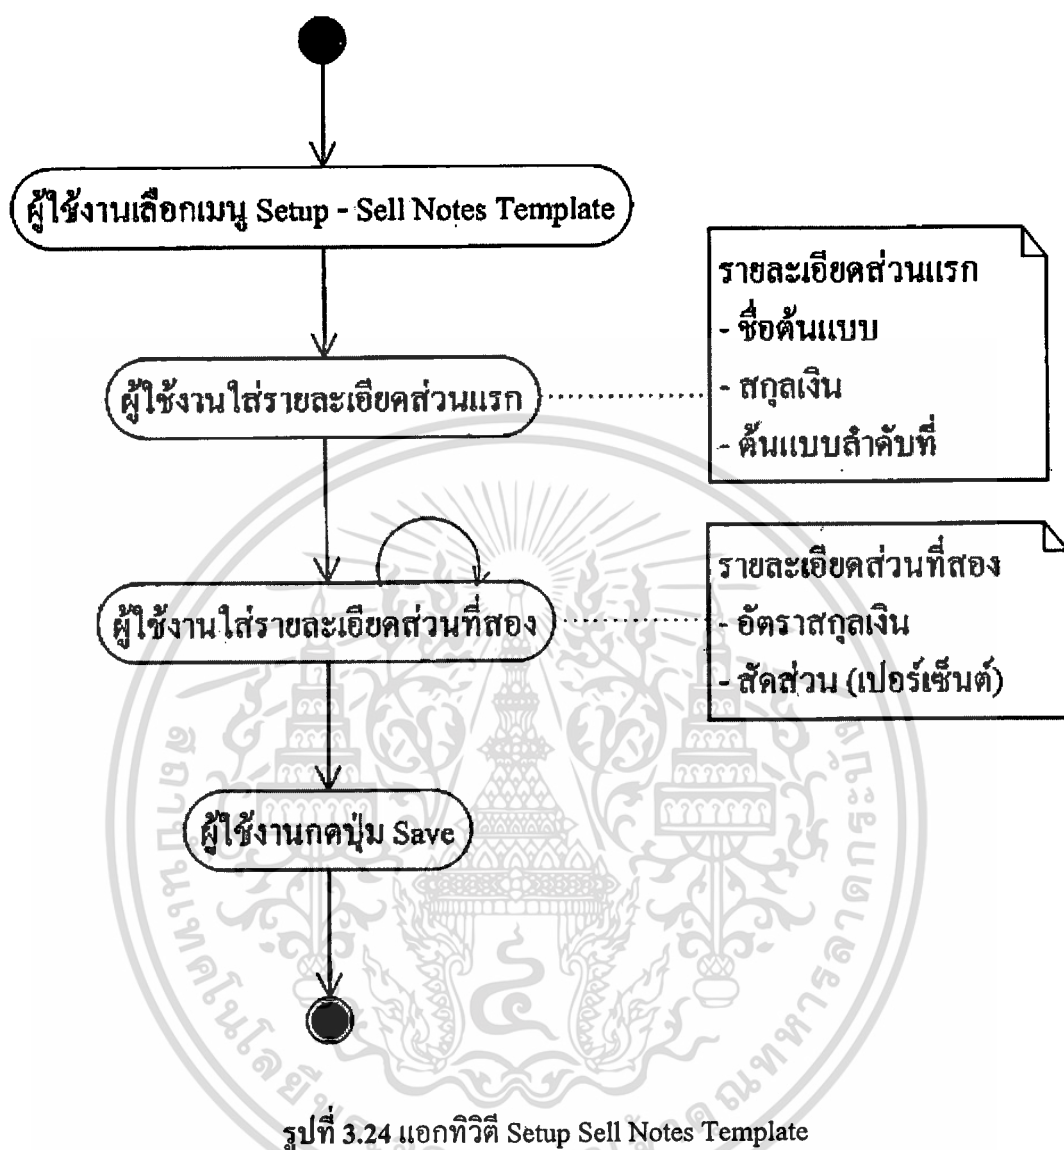 ผู้ใช้งานเลือกเมนู Setup - Sell Notes Template
รายละเอียดส่วนแรก
- ชื่อต้นแบบ
- สกุลเงิน
- ต้นแบบลำดับที่
ผู้ใช้งานใส่รายละเอียดส่วนแรก
รายละเอียดส่วนที่สอง
- อัตราสกุลเงิน
- สัดส่วน (เปอร์เซ็นต์)
ผู้ใช้งานใส่รายละเอียดส่วนที่สอง
ผู้ใช้งานกดปุ่ม Save
รูปที่ 3.24 แอกทิวิตี Setup Sell Notes Template